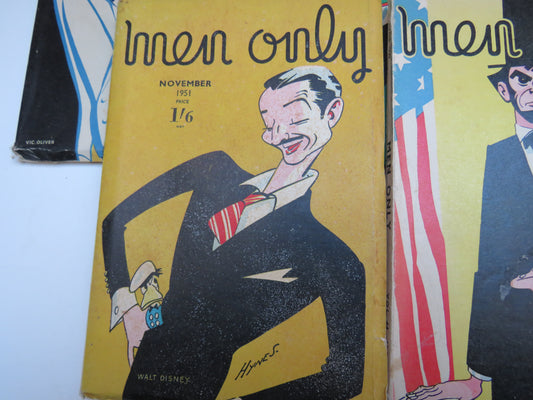 men only
NOVEMBER
1951
PRICE
1/6
NET
HYNES.
WALT DISNEY
VIC. OLIVER
men
MEN ONLY